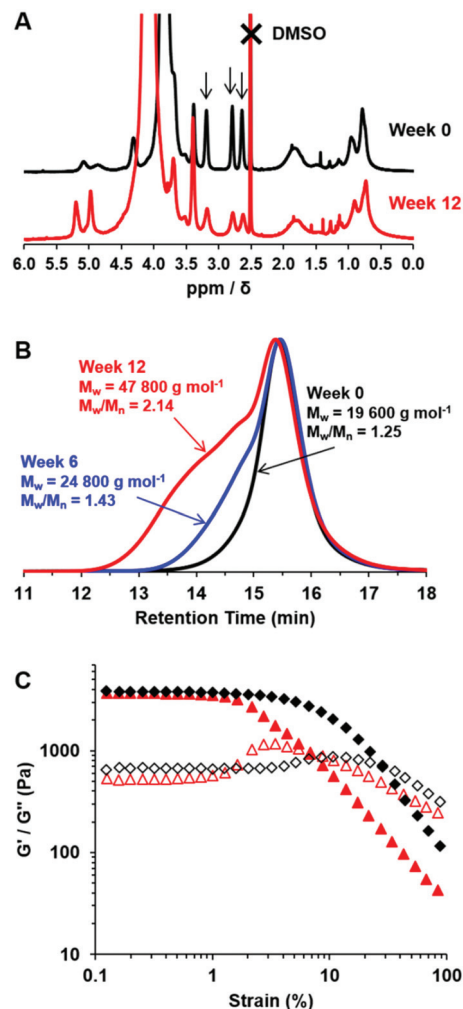 A
DMSO
Week 0
Week 12
6.0 5.5 5.0 4.5 4.0 3.5 3.0 2.5 2.0 1.5 1.0 0.5 0.0
ppm / δ
B
Week 12
Mw = 47 800 g mol-1
Mw/Mn = 2.14
Week 0
Mw = 19 600 g mol-1
Mw/Mn = 1.25
Week 6
Mw = 24 800 g mol-1
Mw/Mn = 1.43
11 12 13 14 15 16 17 18
Retention Time (min)
C
G' / G'' (Pa)
1000
100
10
0.1 1 10 100
Strain (%)